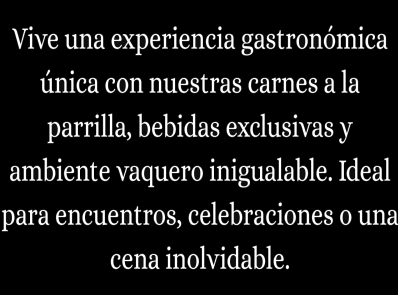 Vive una experiencia gastronómica
única con nuestras carnes a la
parrilla, bebidas exclusivas y
ambiente vaquero inigualable. Ideal
para encuentros, celebraciones o una
cena inolvidable.